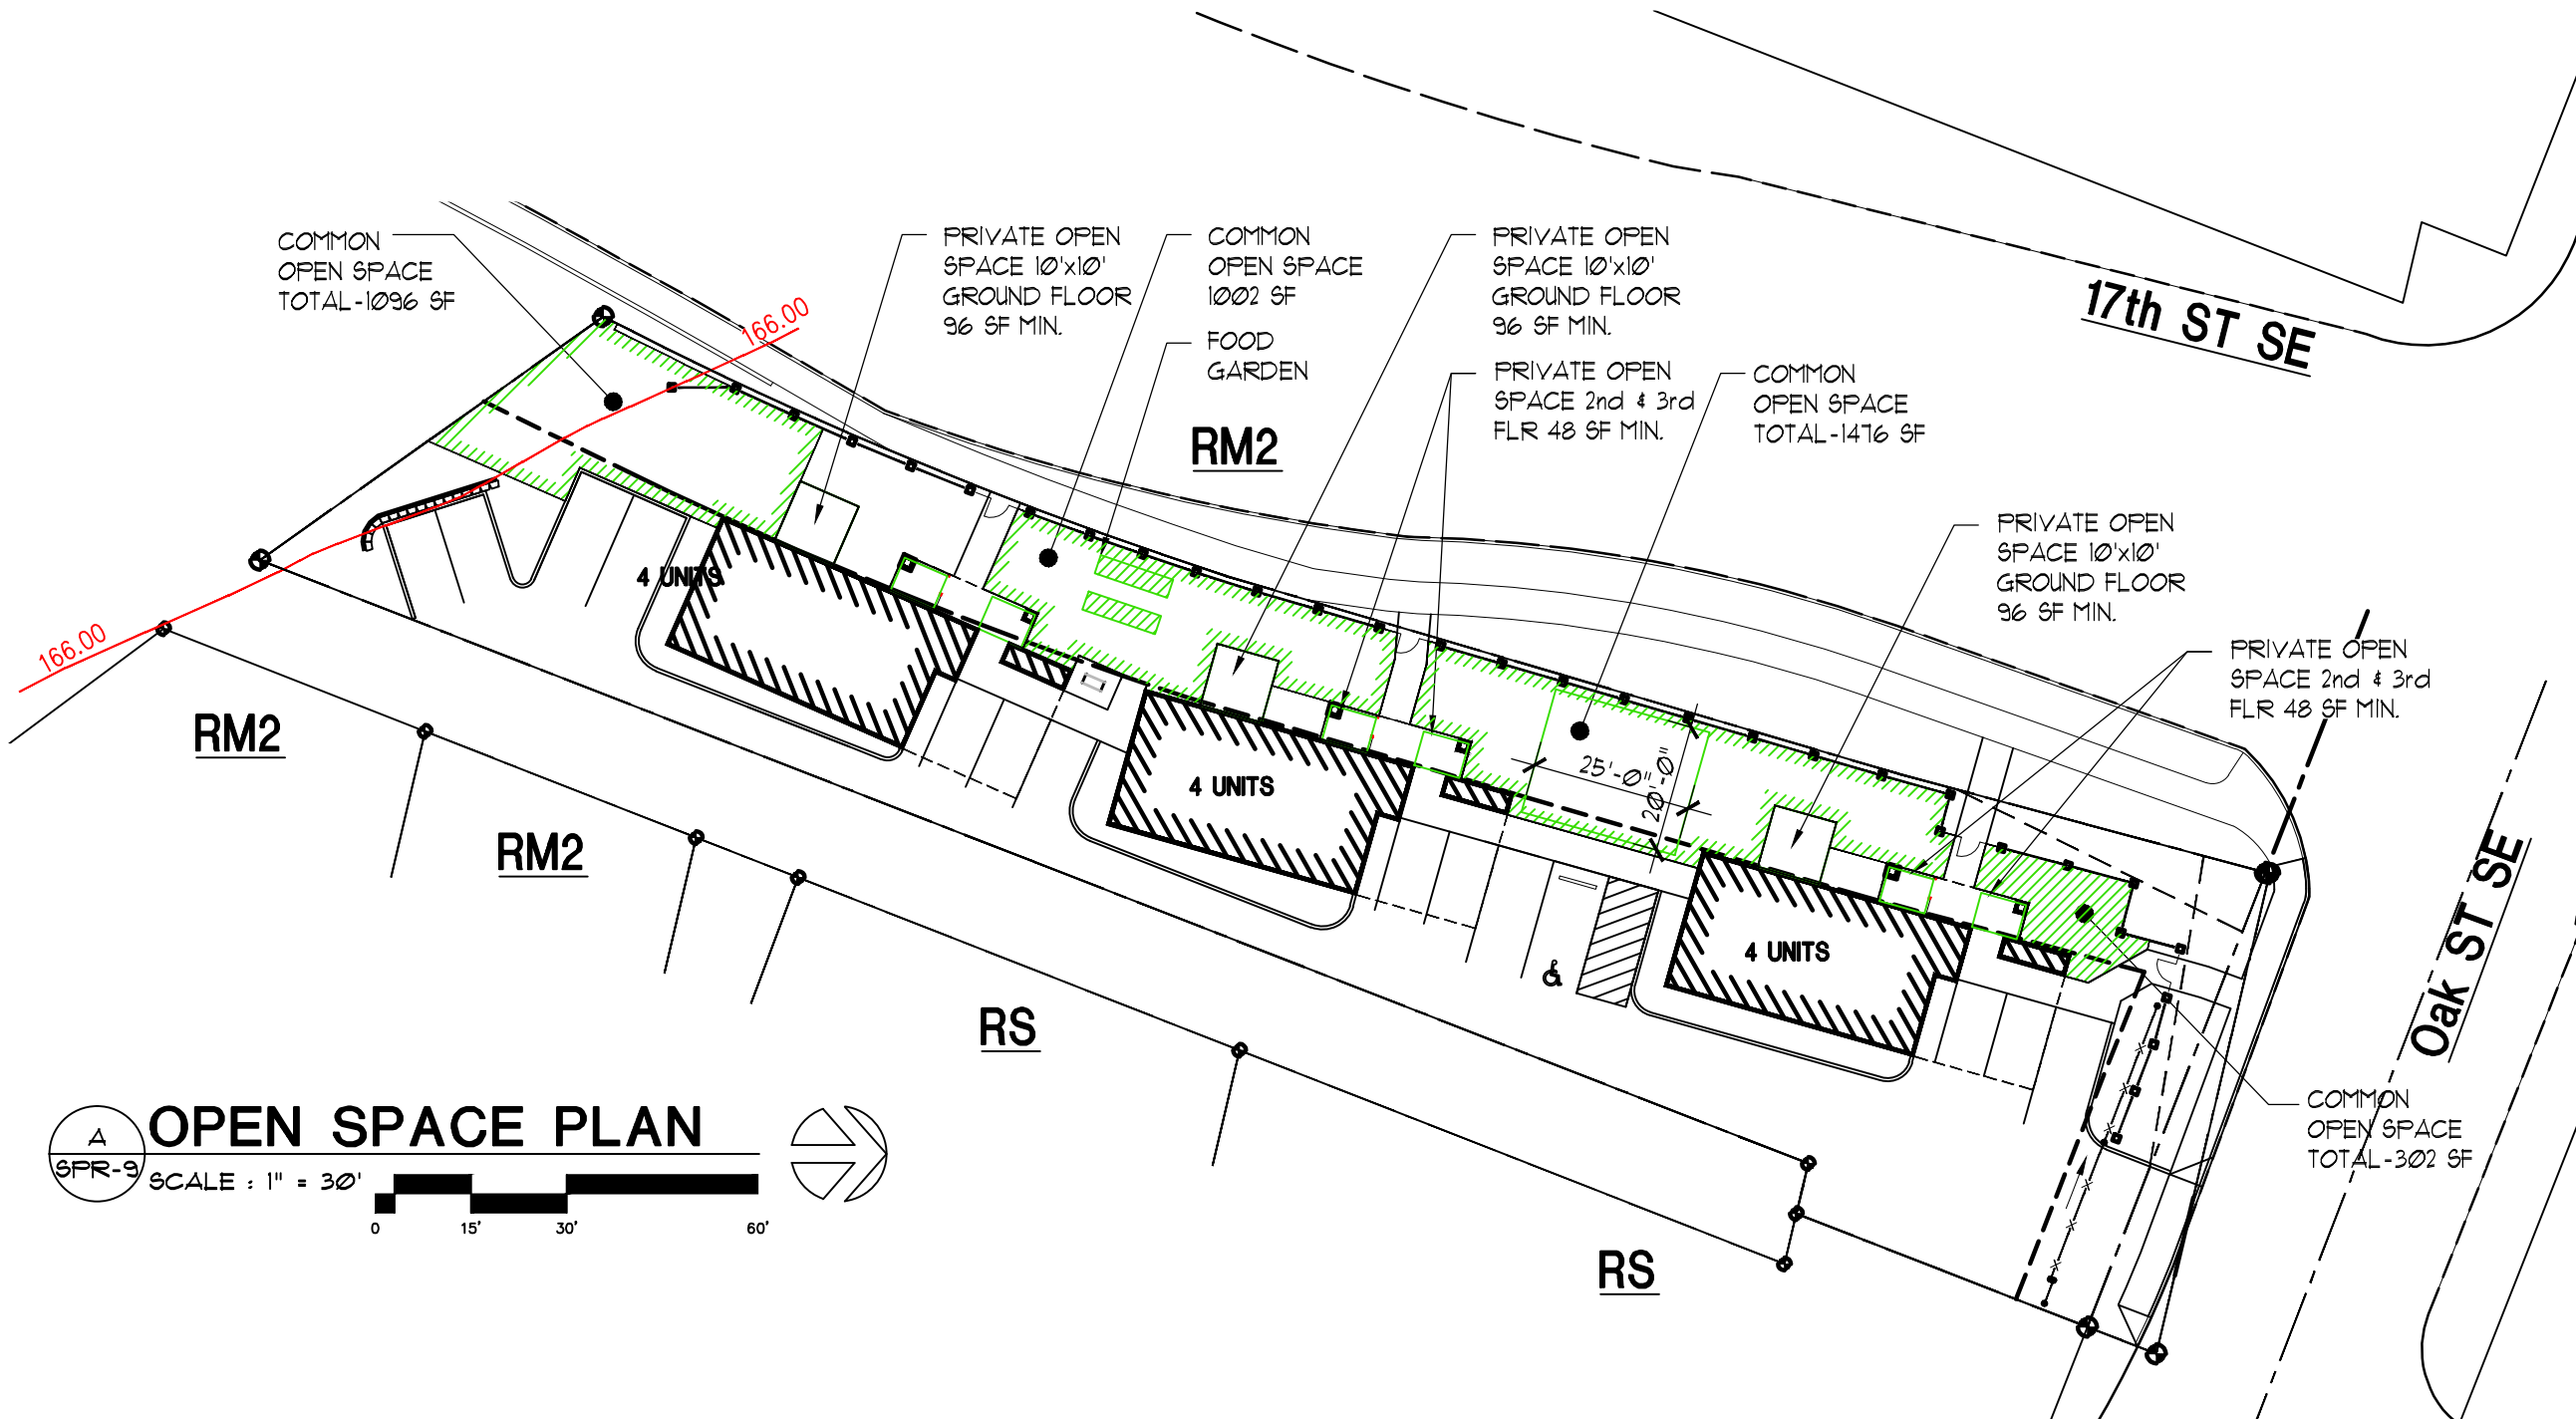 17th ST SE
COMMON
OPEN SPACE
TOTAL-1096 SF
PRIVATE OPEN
SPACE 10'x10'
GROUND FLOOR
96 SF MIN.
COMMON
OPEN SPACE
1002 SF
FOOD
GARDEN
PRIVATE OPEN
SPACE 10'x10'
GROUND FLOOR
96 SF MIN.
PRIVATE OPEN
SPACE 2nd & 3rd
FLR 48 SF MIN.
COMMON
OPEN SPACE
TOTAL-1476 SF
166.00
RM2
PRIVATE OPEN
SPACE 10'x10'
GROUND FLOOR
96 SF MIN.
PRIVATE OPEN
SPACE 2nd & 3rd
FLR 48 SF MIN.
4 UNITS
166.00
RM2
4 UNITS
25'-0"
20'-0"
4 UNITS
RM2
RS
Oak ST SE
COMMON
OPEN SPACE
TOTAL-302 SF
A
SPR-9
OPEN SPACE PLAN
SCALE : 1" = 30'
0 15' 30' 60'
RS